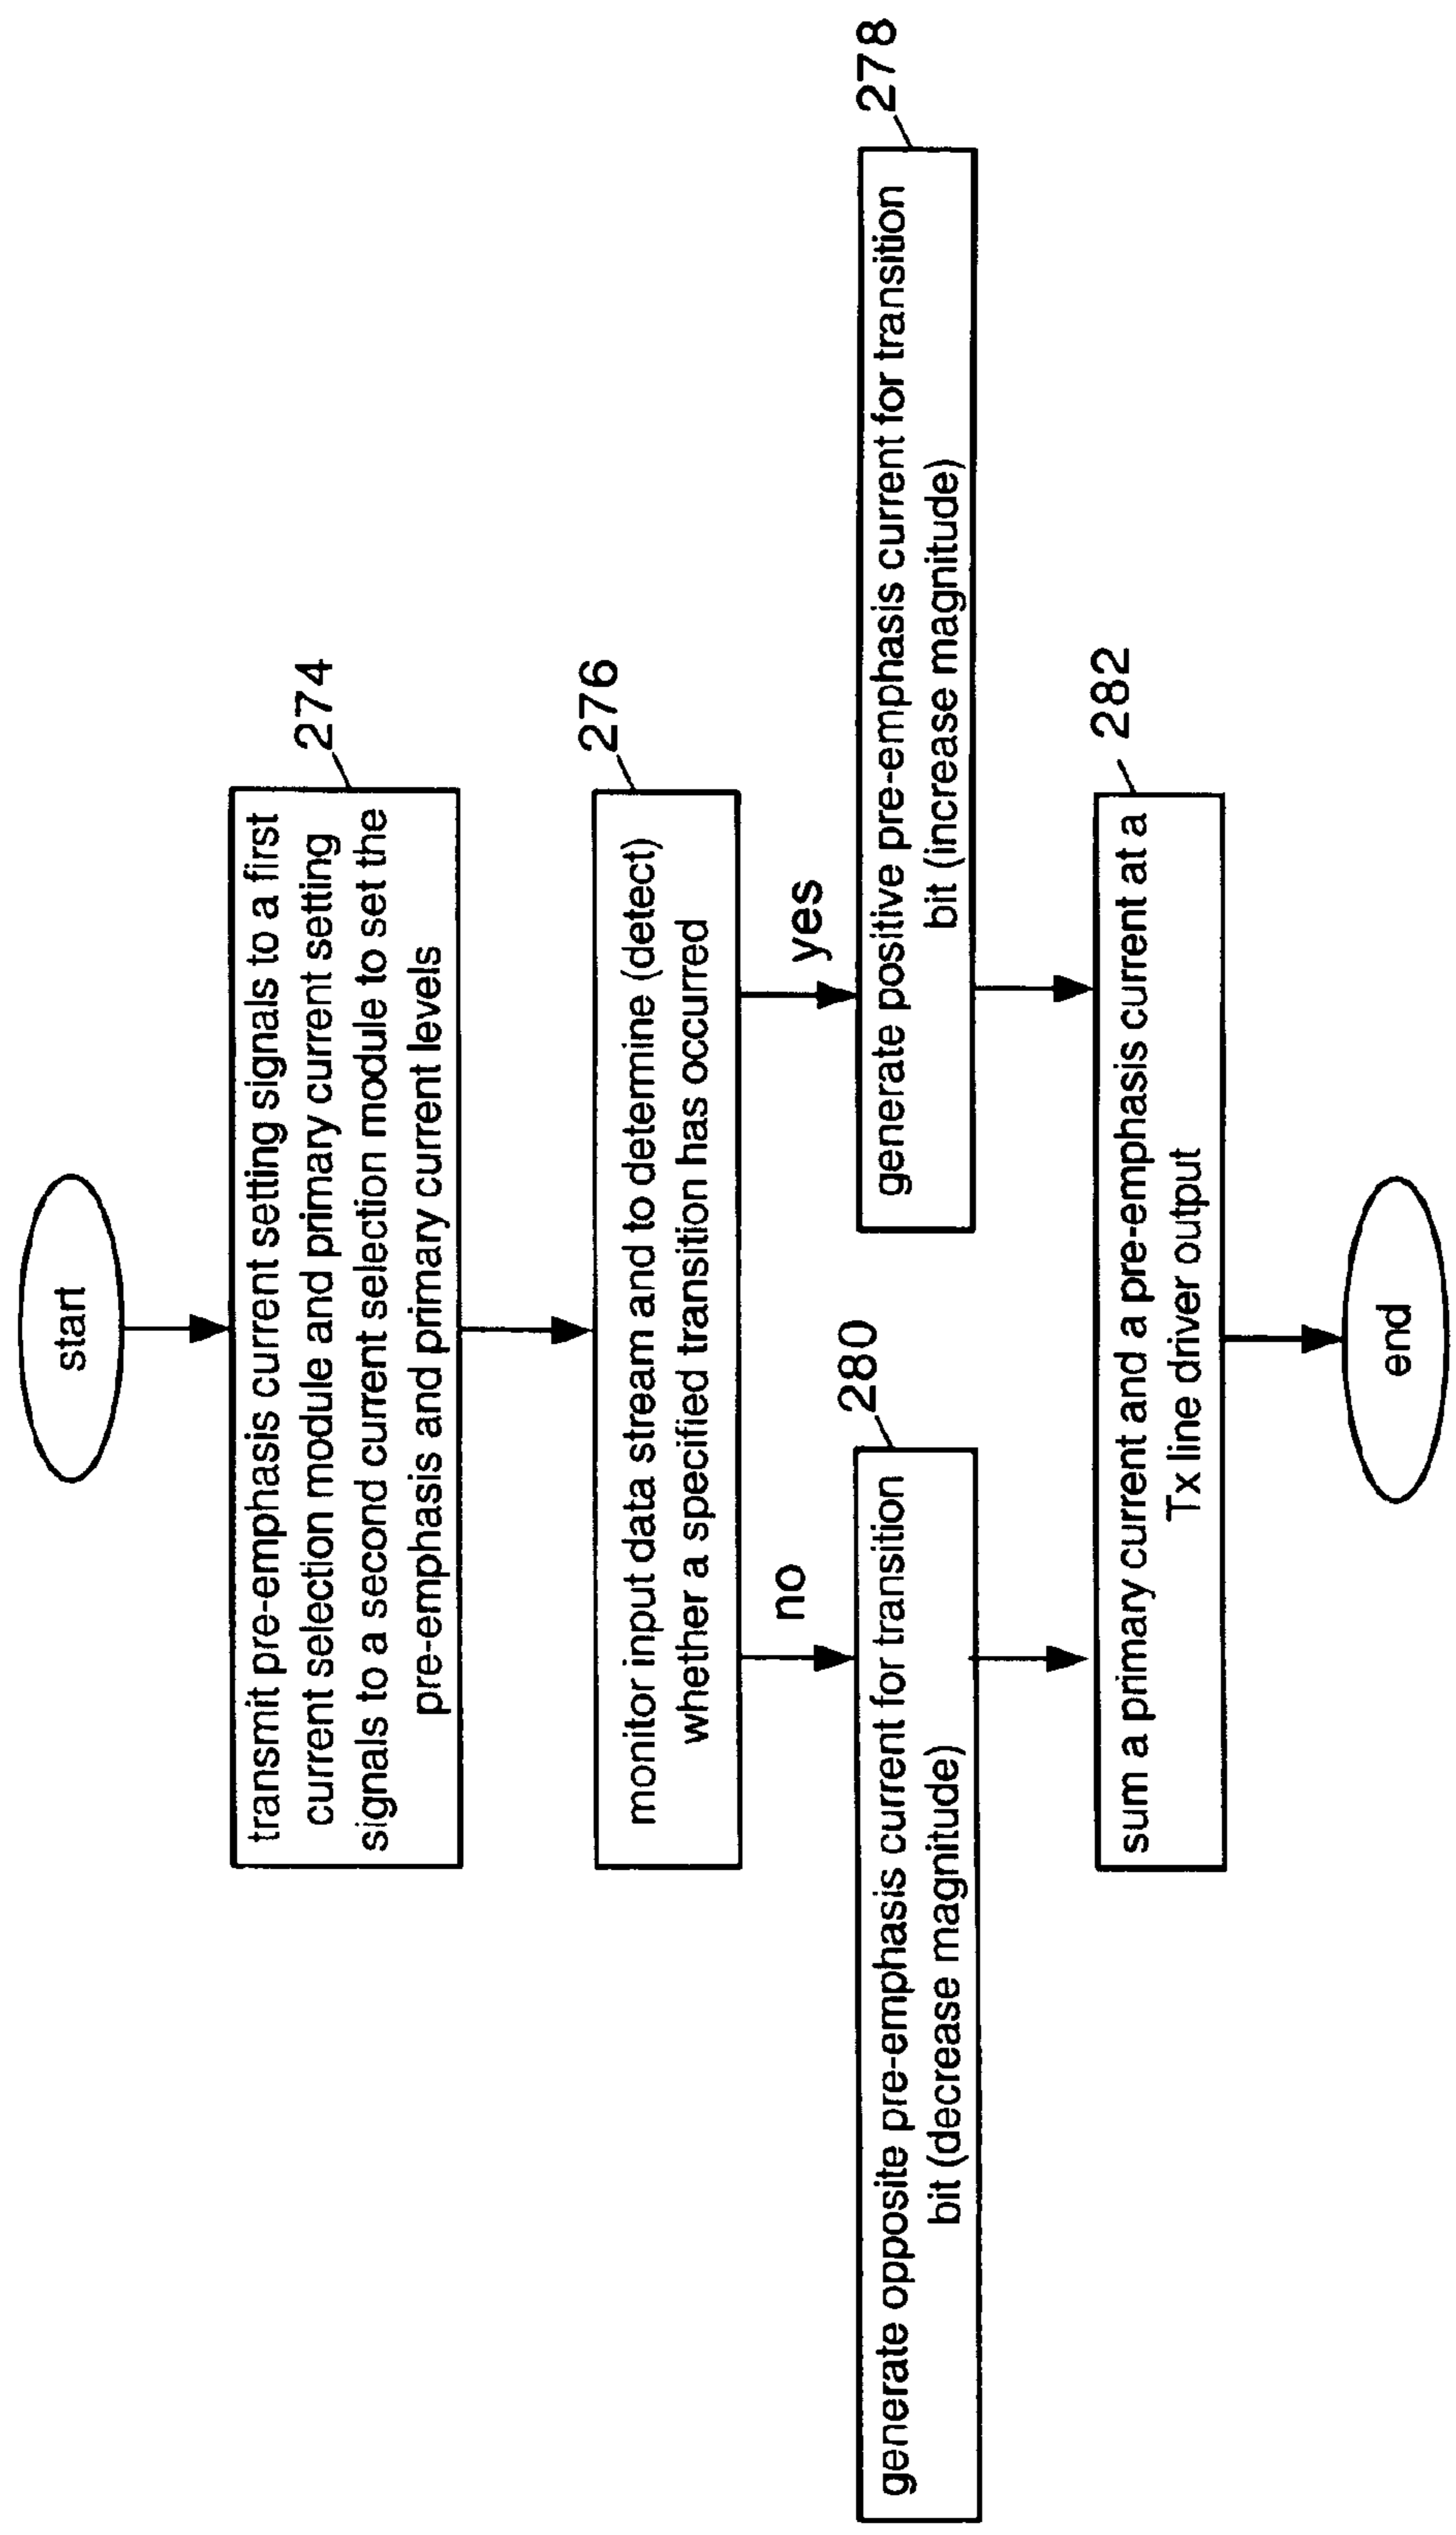 start
274
transmit pre-emphasis current setting signals to a first
current selection module and primary current setting
signals to a second current selection module to set the
pre-emphasis and primary current levels
276
monitor input data stream and to determine (detect)
whether a specified transition has occurred
no
yes
280
generate opposite pre-emphasis current for transition
bit (decrease magnitude)
278
generate positive pre-emphasis current for transition
bit (increase magnitude)
282
sum a primary current and a pre-emphasis current at a
Tx line driver output
end